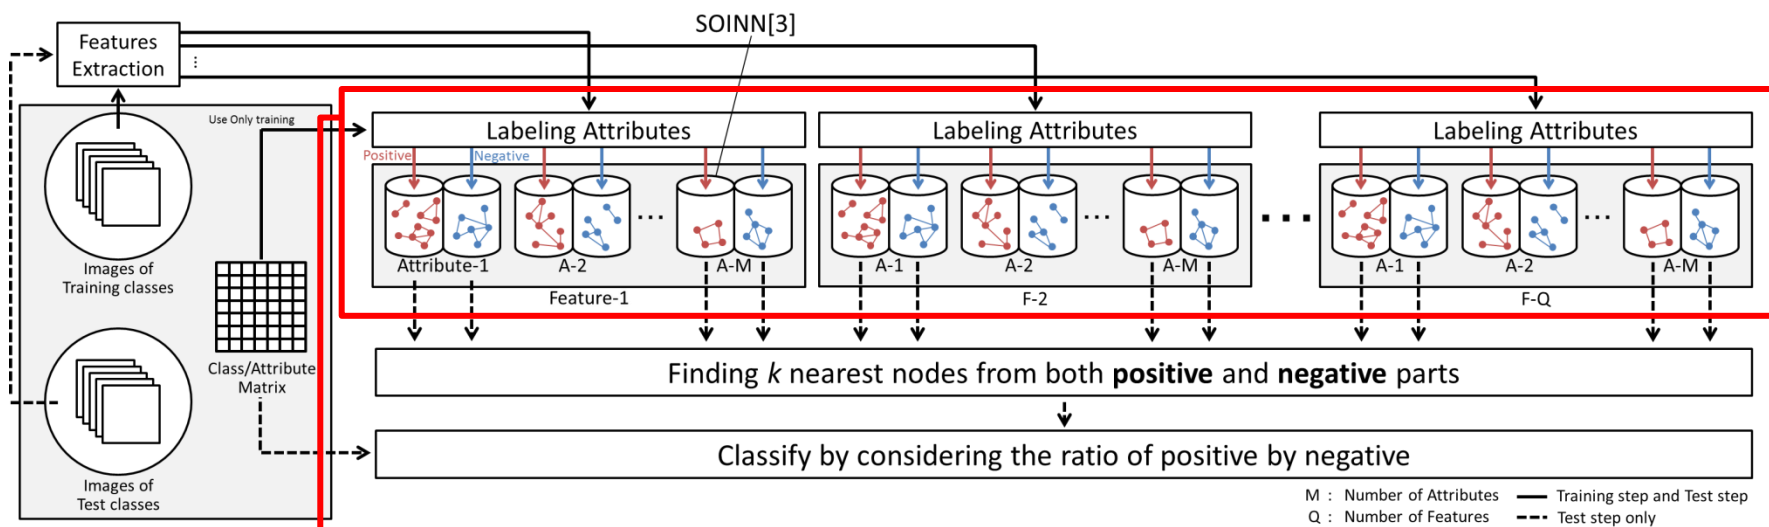 SOINN[3]
Features
Extraction
⋮
Use Only training
Labeling Attributes
Labeling Attributes
Labeling Attributes
Positive
Negative
...
...
...
...
Attribute-1
A-2
A-M
A-1
A-2
A-M
A-1
A-2
A-M
Feature-1
F-2
F-Q
Images of
Training classes
Class/Attribute
Matrix
Images of
Test classes
Finding k nearest nodes from both positive and negative parts
Classify by considering the ratio of positive by negative
M : Number of Attributes
Q : Number of Features
Training step and Test step
Test step only